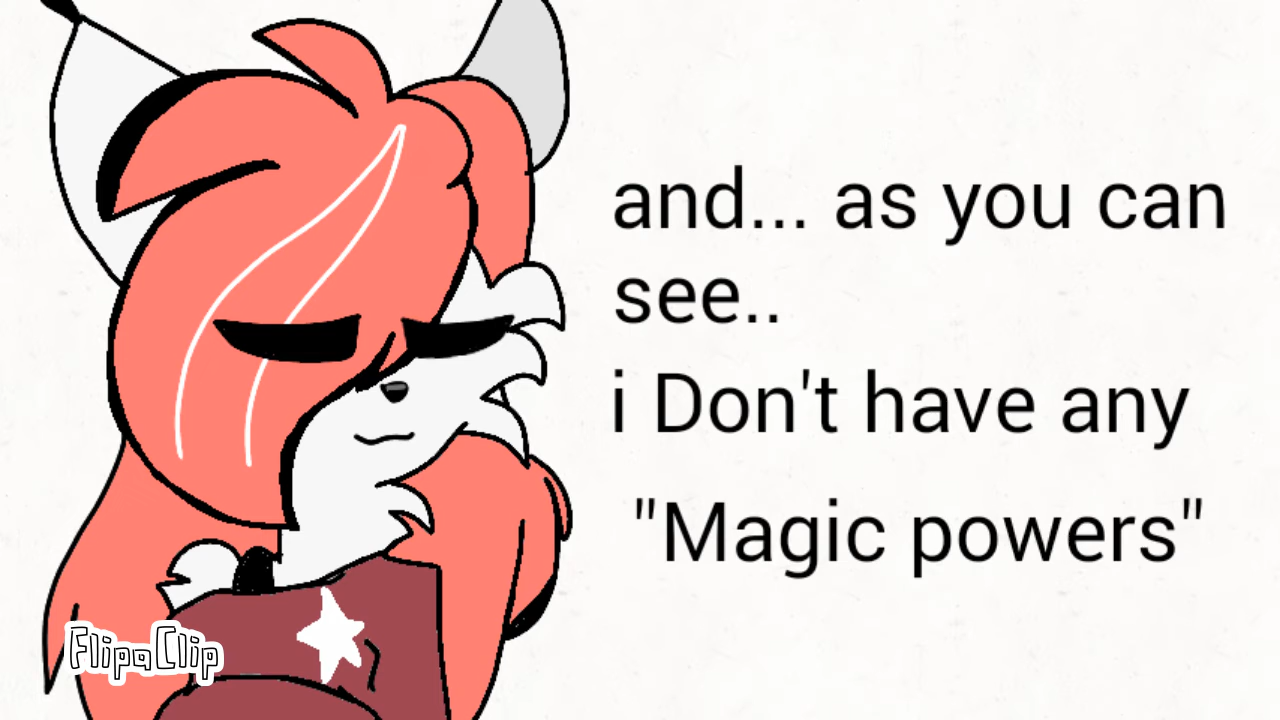 and... as you can
see..
i Don't have any
"Magic powers"
FlipaClip